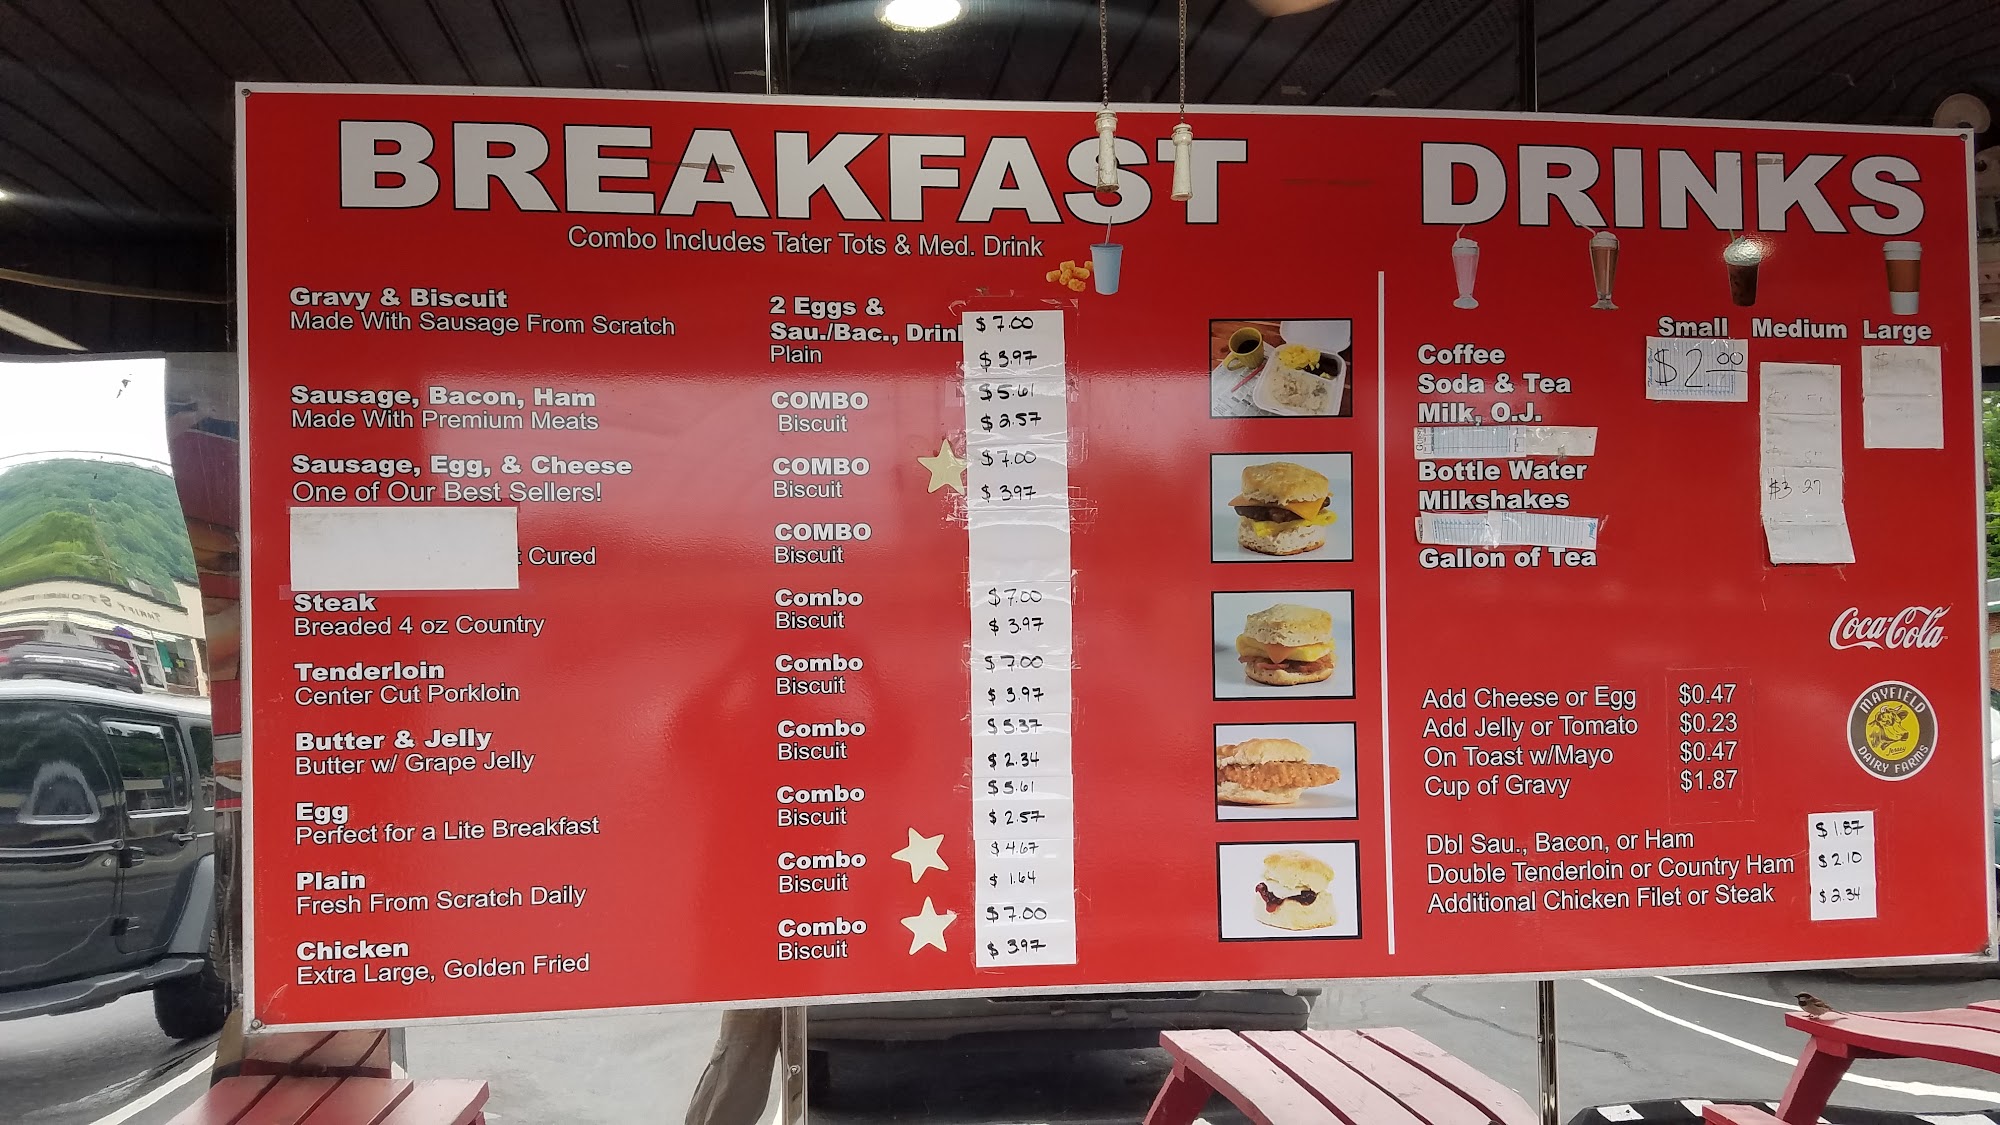 BREAKFAST
Combo Includes Tater Tots & Med. Drink
Gravy & Biscuit
Made With Sausage From Scratch
2 Eggs &
Sau./Bac., Drin
Plain
$7.00
$3.97
Sausage, Bacon, Ham
Made With Premium Meats
COMBO $5.61
Biscuit $2.57
Sausage, Egg, & Cheese
One of Our Best Sellers!
COMBO $7.00
Biscuit $3.97
Cured
COMBO
Biscuit
Steak
Breaded 4 oz Country
Combo $7.00
Biscuit $3.97
Tenderloin
Center Cut Porkloin
Combo $7.00
Biscuit $3.97
Butter & Jelly
Butter w/ Grape Jelly
Combo $5.37
Biscuit $2.34
Egg
Perfect for a Lite Breakfast
Combo $5.61
Biscuit $2.57
Plain
Fresh From Scratch Daily
Combo $4.67
Biscuit $1.64
Chicken
Extra Large, Golden Fried
Combo $7.00
Biscuit $3.97
DRINKS
Small Medium Large
Coffee
Soda & Tea
Milk, O.J.
Bottle Water
Milkshakes
Gallon of Tea
$2.00
$3.27
Coca-Cola
Add Cheese or Egg $0.47
Add Jelly or Tomato $0.23
On Toast w/Mayo $0.47
Cup of Gravy $1.87
MAYFIELD
Jersey
DAIRY FARMS
Dbl Sau., Bacon, or Ham $1.87
Double Tenderloin or Country Ham $2.10
Additional Chicken Filet or Steak $2.34